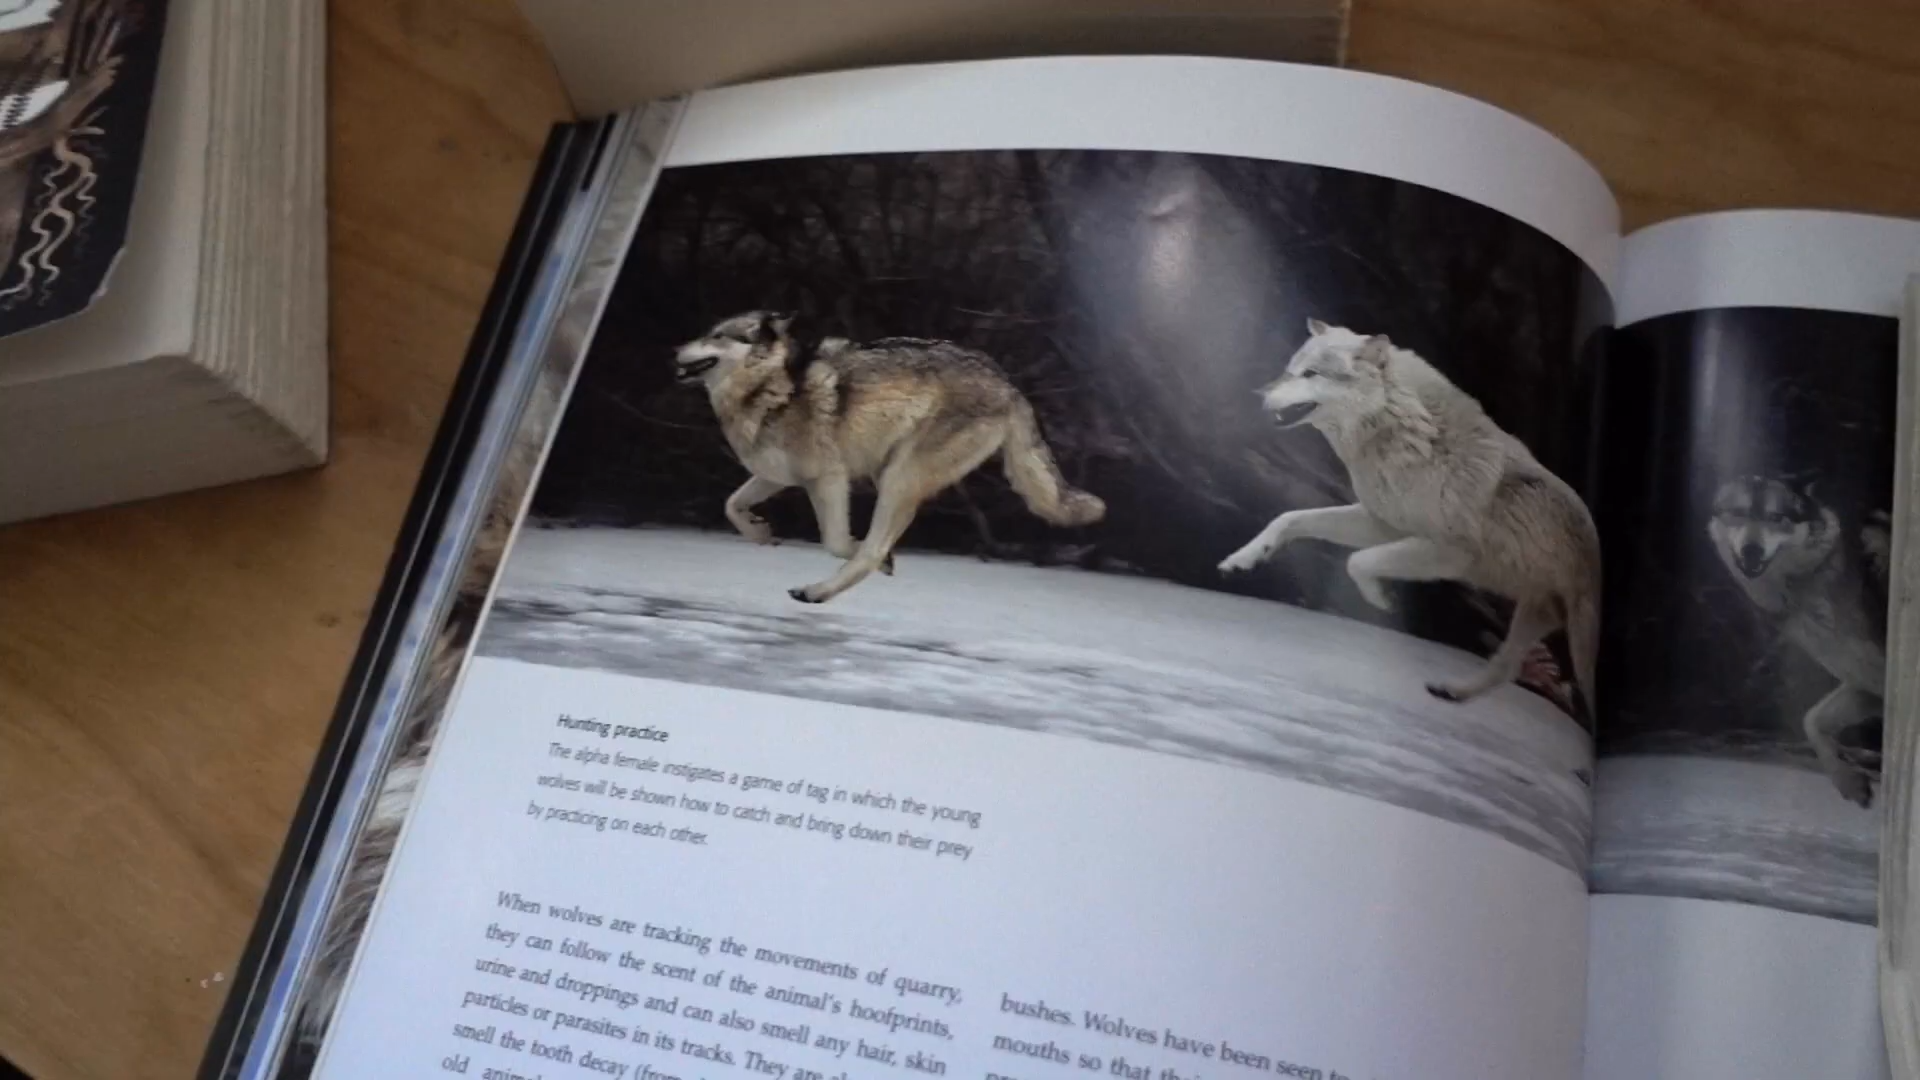 Hunting practice
The alpha female instigates a game of tag in which the young
wolves will be shown how to catch and bring down their prey
by practicing on each other.
When wolves are tracking the movements of quarry,
they can follow the scent of the animal's hoofprints,
urine and droppings and can also smell any hair, skin
particles or parasites in its tracks. They are
smell the tooth decay
old
bushes. Wolves have been seen to
mouths so that